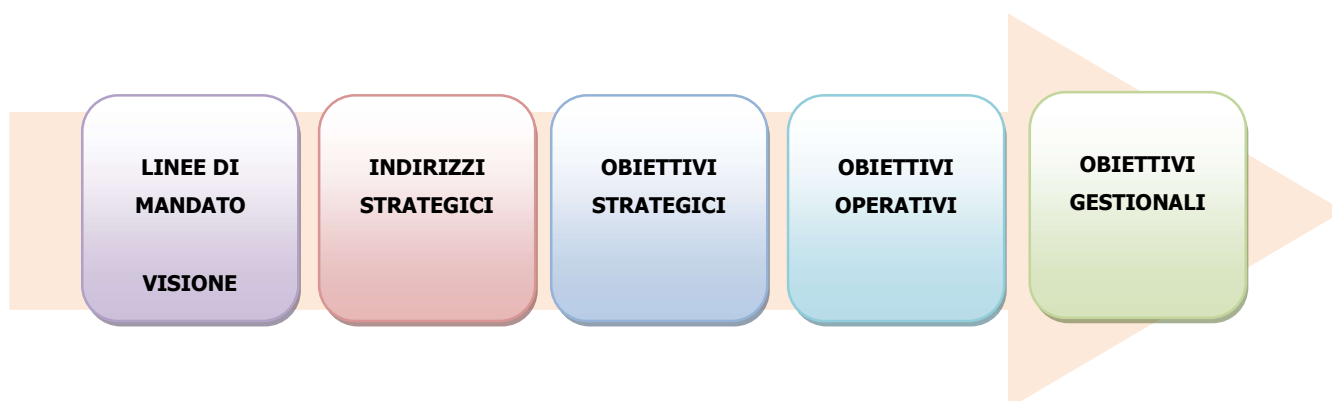 LINEE DI
MANDATO
VISIONE
INDIRIZZI
STRATEGICI
OBIETTIVI
STRATEGICI
OBIETTIVI
OPERATIVI
OBIETTIVI
GESTIONALI